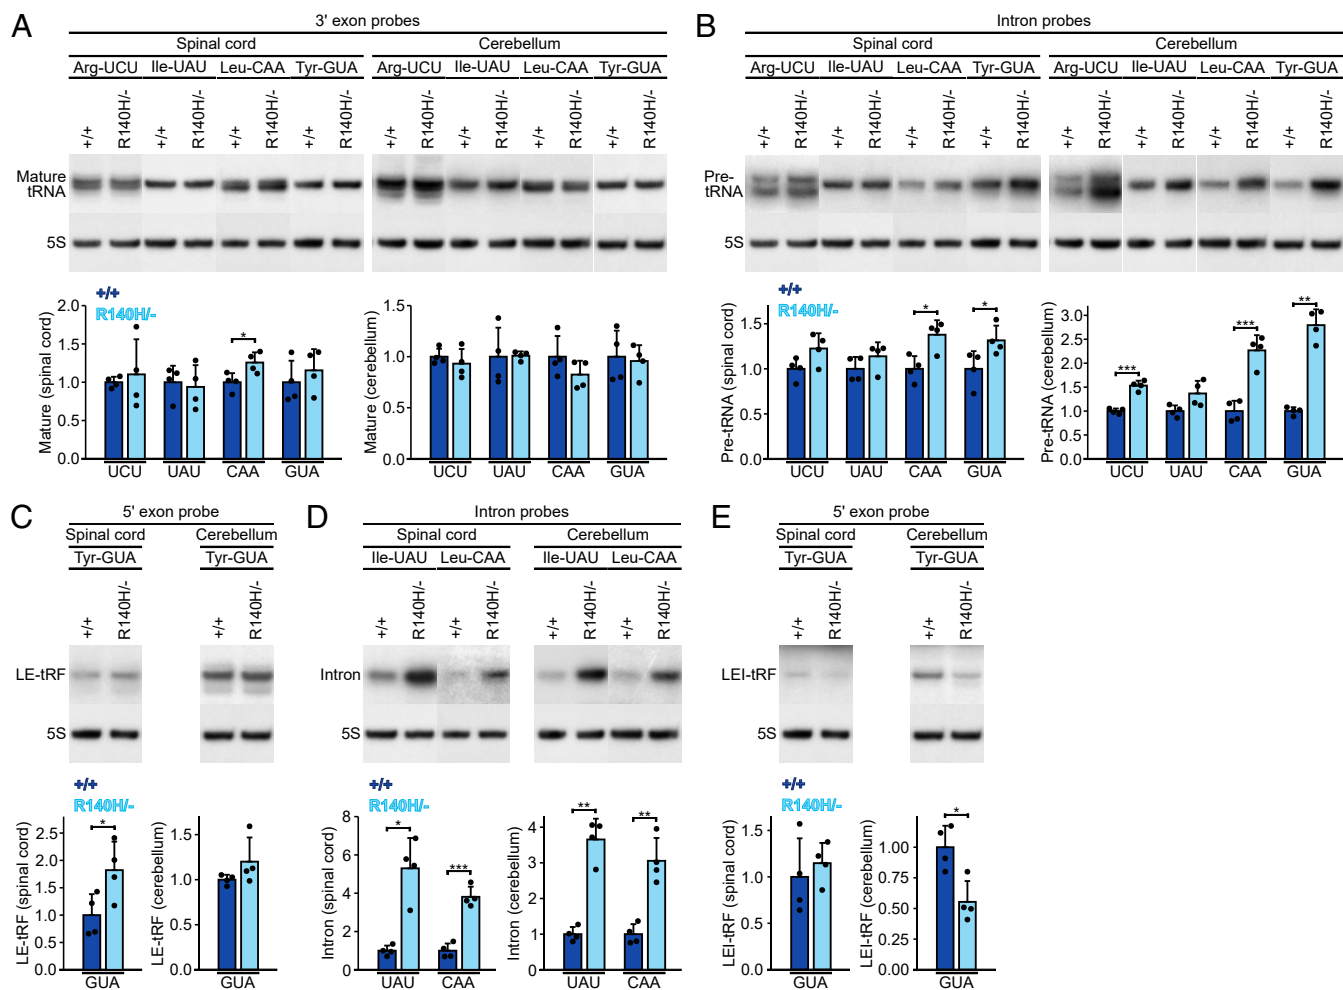 A
3' exon probes
Spinal cord Cerebellum
Arg-UCU Ile-UAU Leu-CAA Tyr-GUA Arg-UCU Ile-UAU Leu-CAA Tyr-GUA
+/+ R140H/- +/+ R140H/- +/+ R140H/- +/+ R140H/- +/+ R140H/- +/+ R140H/- +/+ R140H/- +/+ R140H/-
Mature
tRNA
5S
+/+
R140H/-
Mature (spinal cord)
2.0
1.5
1.0
0.5
0.0
*
UCU UAU CAA GUA
Mature (cerebellum)
1.5
1.0
0.5
0.0
UCU UAU CAA GUA
B
Intron probes
Spinal cord Cerebellum
Arg-UCU Ile-UAU Leu-CAA Tyr-GUA Arg-UCU Ile-UAU Leu-CAA Tyr-GUA
+/+ R140H/- +/+ R140H/- +/+ R140H/- +/+ R140H/- +/+ R140H/- +/+ R140H/- +/+ R140H/- +/+ R140H/-
Pre-
tRNA
5S
+/+
R140H/-
Pre-tRNA (spinal cord)
1.5
1.0
0.5
0.0
* *
UCU UAU CAA GUA
Pre-tRNA (cerebellum)
3.0
2.5
2.0
1.5
1.0
0.5
0.0
*** *** **
UCU UAU CAA GUA
C
5' exon probe
Spinal cord Cerebellum
Tyr-GUA Tyr-GUA
+/+ R140H/- +/+ R140H/-
LE-tRF
5S
+/+
R140H/-
LE-tRF (spinal cord)
2.5
2.0
1.5
1.0
0.5
0.0
*
GUA
LE-tRF (cerebellum)
1.5
1.0
0.5
0.0
GUA
D
Intron probes
Spinal cord Cerebellum
Ile-UAU Leu-CAA Ile-UAU Leu-CAA
+/+ R140H/- +/+ R140H/- +/+ R140H/- +/+ R140H/-
Intron
5S
+/+
R140H/-
Intron (spinal cord)
8
6
4
2
0
* ***
UAU CAA
Intron (cerebellum)
4
3
2
1
0
** **
UAU CAA
E
5' exon probe
Spinal cord Cerebellum
Tyr-GUA Tyr-GUA
+/+ R140H/- +/+ R140H/-
LEI-tRF
5S
+/+
R140H/-
LEI-tRF (spinal cord)
1.5
1.0
0.5
0.0
GUA
LEI-tRF (cerebellum)
1.00
0.75
0.50
0.25
0.00
*
GUA